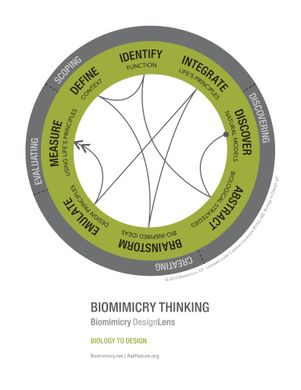 SCOPING
DISCOVERING
CREATING
EVALUATING
IDENTIFY
FUNCTION
INTEGRATE
LIFE'S PRINCIPLES
DISCOVER
NATURAL MODELS
ABSTRACT
BIOLOGICAL STRATEGIES
BRAINSTORM
BIO-INSPIRED IDEAS
EMULATE
DESIGN PRINCIPLES
MEASURE
USING LIFE'S PRINCIPLES
DEFINE
CONTEXT
BIOMIMICRY THINKING
Biomimicry DesignLens
BIOLOGY TO DESIGN
Biomimicry.net | AskNature.org